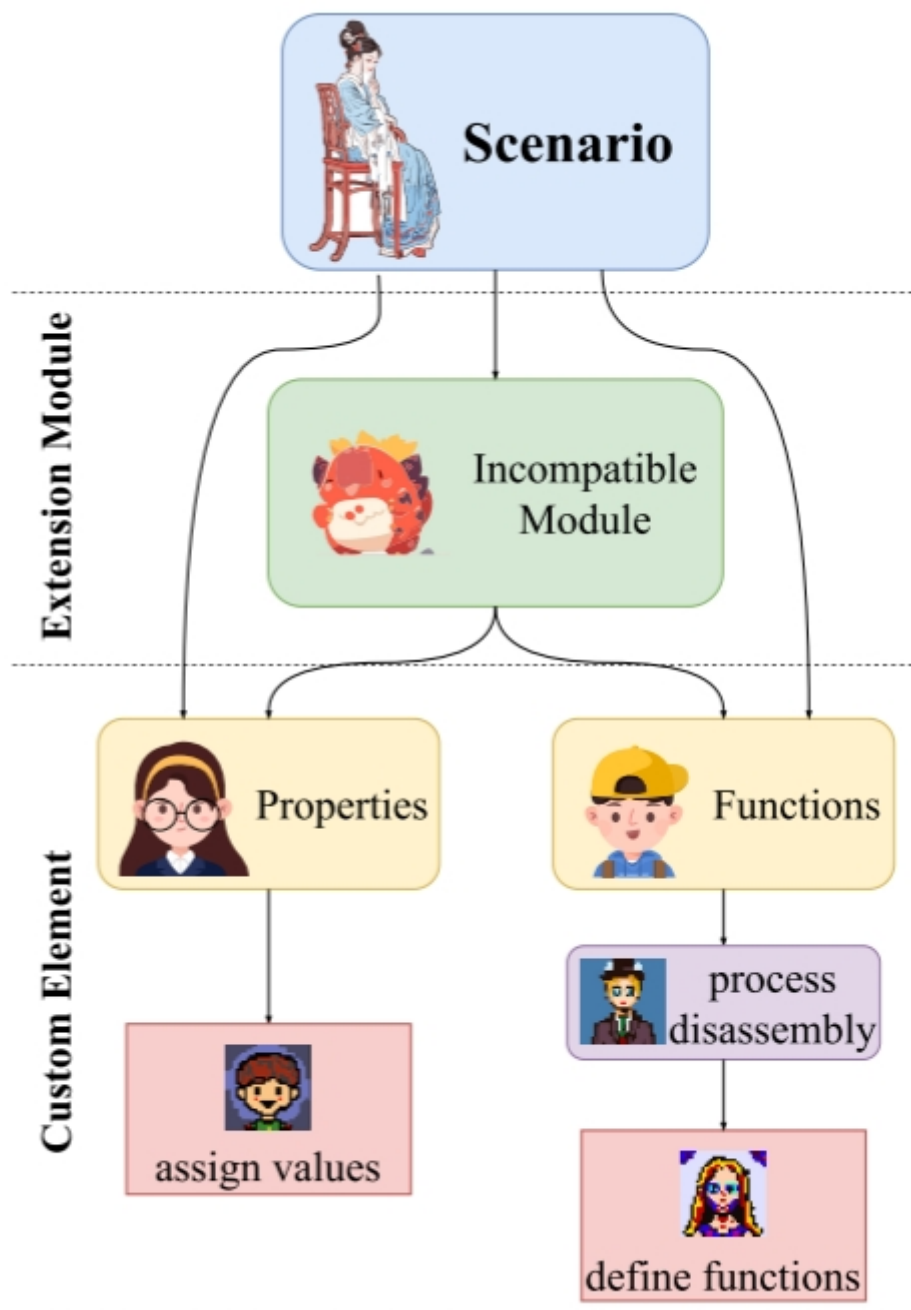 Scenario
Extension Module
Incompatible
Module
Custom Element
Properties
Functions
process
disassembly
assign values
define functions